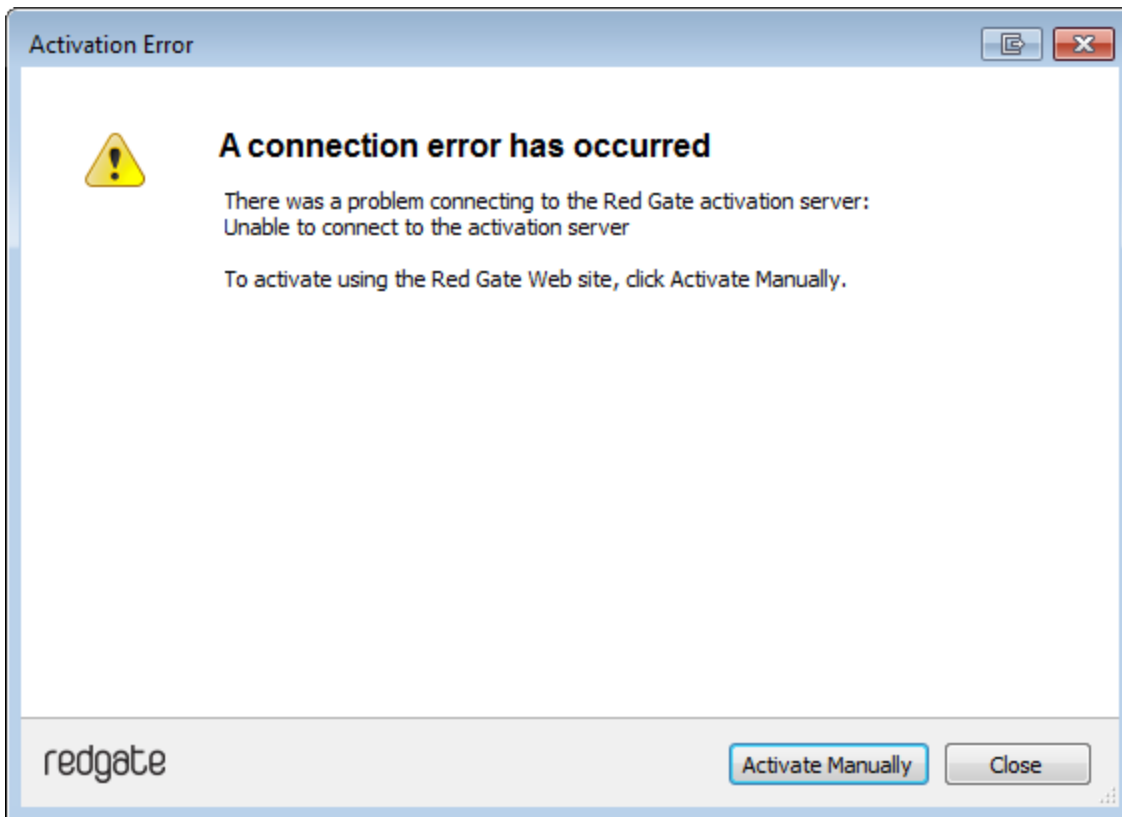 Activation Error
A connection error has occurred
There was a problem connecting to the Red Gate activation server:
Unable to connect to the activation server
To activate using the Red Gate Web site, click Activate Manually.
redgate
Activate Manually
Close